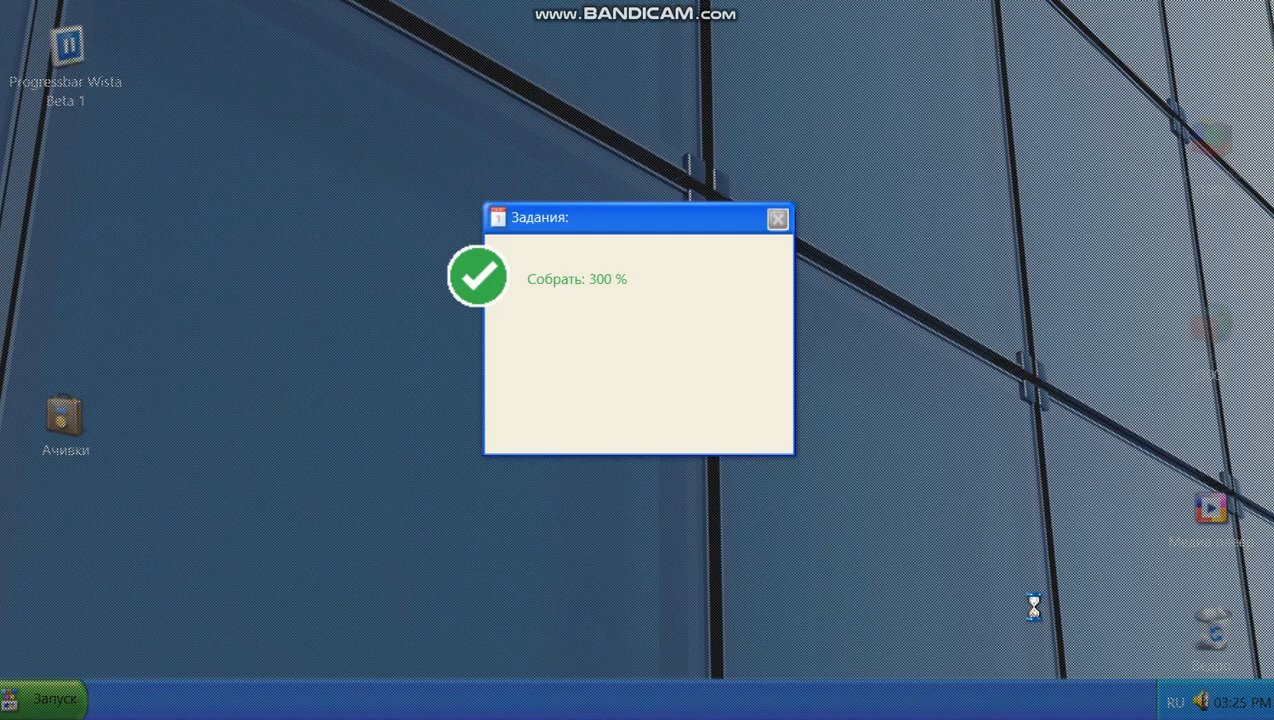 www.BANDICAM.com
Progressbar Wista
Beta 1
Задания:
Собрать: 300 %
Ачивки
Запуск
RU
03:25 PM